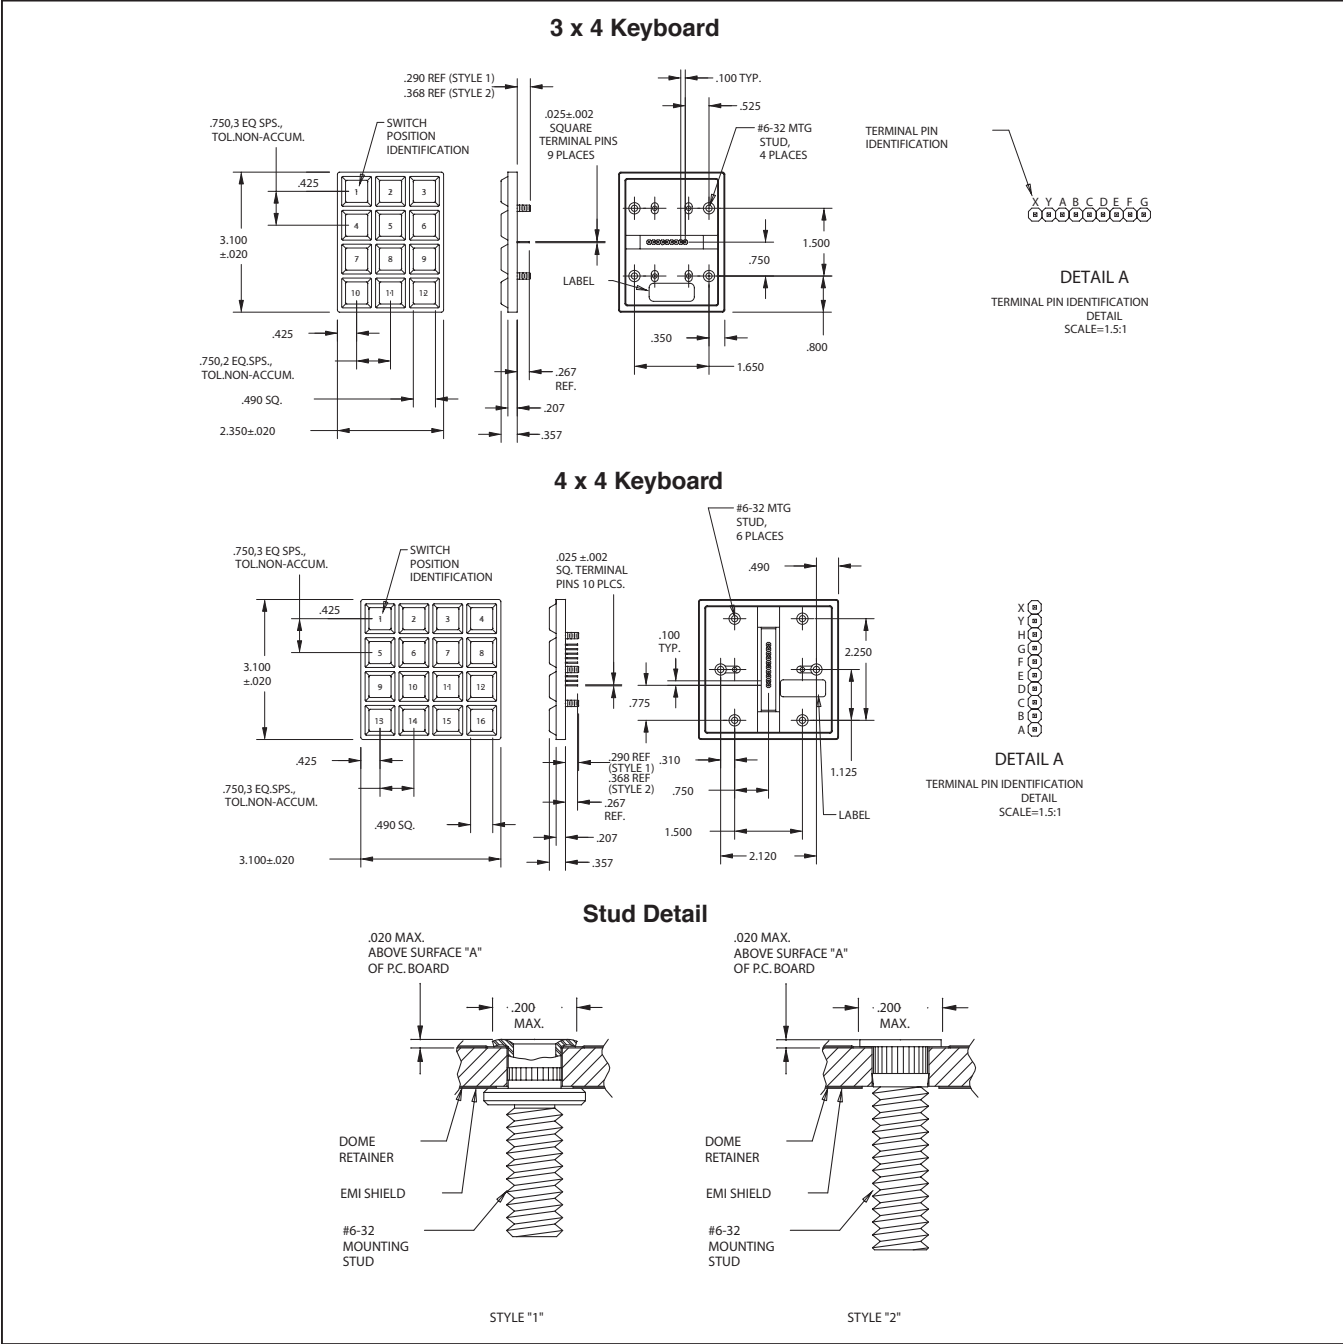 3 x 4 Keyboard
.290 REF (STYLE 1)
.368 REF (STYLE 2)
.100 TYP.
.525
.750,3 EQ SPS.,
TOL.NON-ACCUM.
SWITCH
POSITION
IDENTIFICATION
.025±.002
SQUARE
TERMINAL PINS
9 PLACES
#6-32 MTG
STUD,
4 PLACES
TERMINAL PIN
IDENTIFICATION
.425
1 2 3
4 5 6
7 8 9
10 11 12
3.100
±.020
X Y A B C D E F G
1.500
.750
LABEL
DETAIL A
TERMINAL PIN IDENTIFICATION
DETAIL
SCALE=1.5:1
.425
.350
.800
.750,2 EQ.SPS.,
TOL.NON-ACCUM.
.267
REF.
1.650
.490 SQ.
.207
2.350±.020
.357
4 x 4 Keyboard
#6-32 MTG
STUD,
6 PLACES
.750,3 EQ SPS.,
TOL.NON-ACCUM.
SWITCH
POSITION
IDENTIFICATION
.025 ±.002
SQ. TERMINAL
PINS 10 PLCS.
.490
.425
1 2 3 4
5 6 7 8
9 10 11 12
13 14 15 16
3.100
±.020
.100
TYP.
2.250
.775
X
Y
H
G
F
E
D
C
B
A
.425
.290 REF
(STYLE 1)
.368 REF
(STYLE 2)
.310
1.125
DETAIL A
TERMINAL PIN IDENTIFICATION
DETAIL
SCALE=1.5:1
.750,3 EQ.SPS.,
TOL.NON-ACCUM.
.267
REF.
.750
LABEL
.490 SQ.
.207
1.500
3.100±.020
.357
2.120
Stud Detail
.020 MAX.
ABOVE SURFACE "A"
OF P.C. BOARD
.200
MAX.
DOME
RETAINER
EMI SHIELD
#6-32
MOUNTING
STUD
STYLE "1"
.020 MAX.
ABOVE SURFACE "A"
OF P.C. BOARD
.200
MAX.
DOME
RETAINER
EMI SHIELD
#6-32
MOUNTING
STUD
STYLE "2"